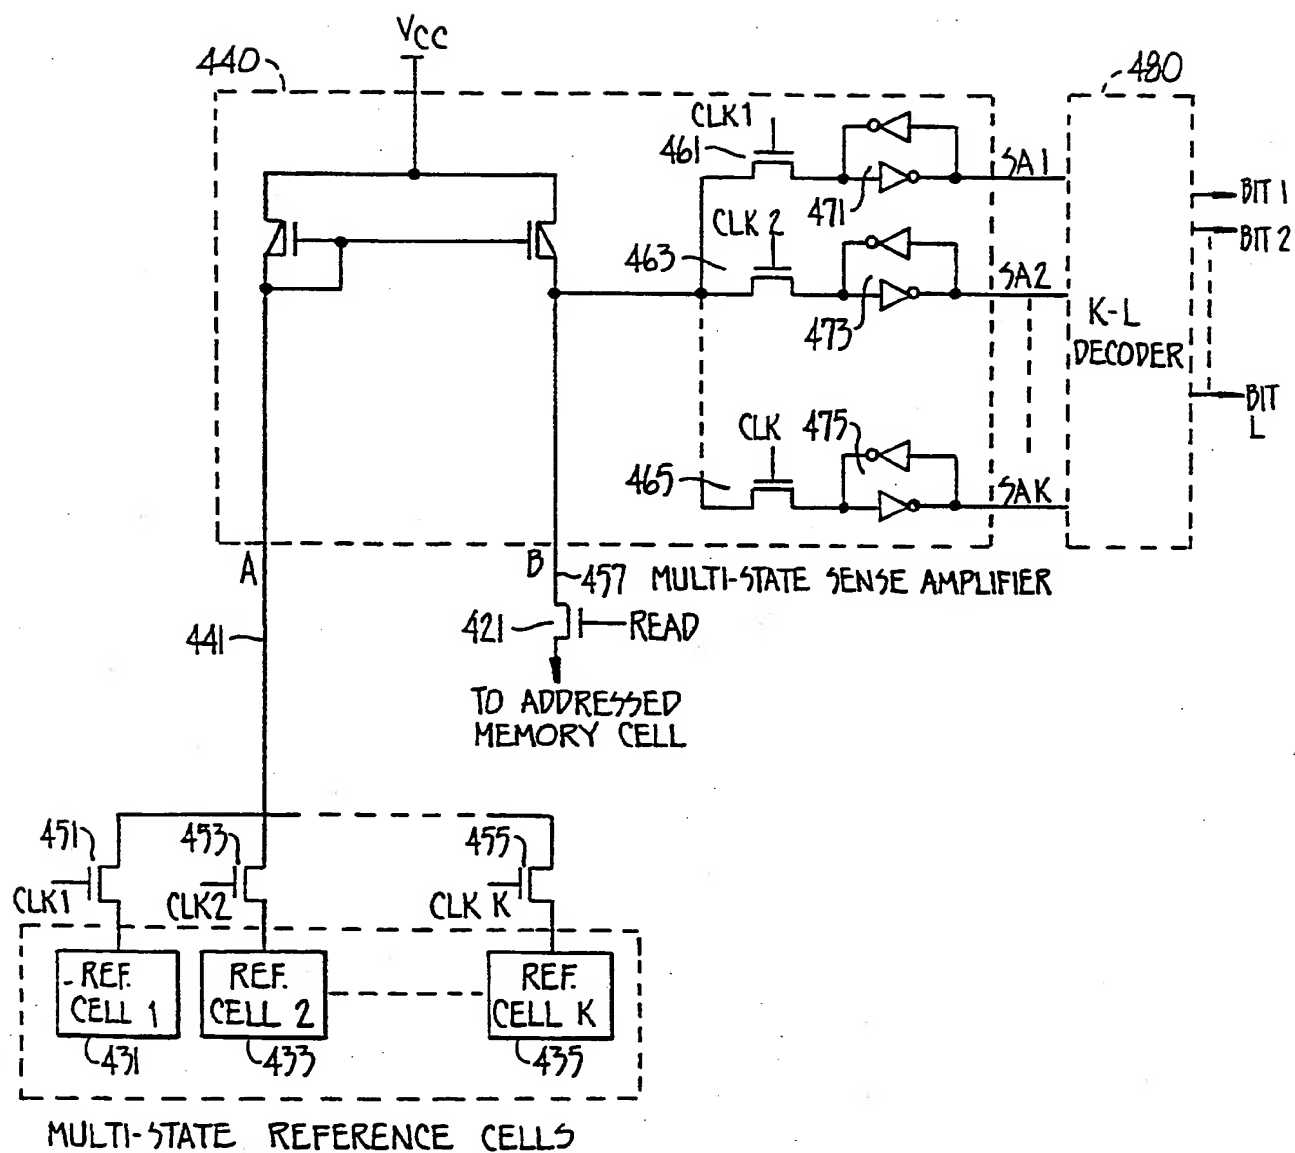 VCC
440
480
CLK1
461
471
SA1
BIT 1
CLK 2
463
473
SA2
BIT 2
K-L
DECODER
CLK
475
465
SAK
BIT
L
A
B
457
MULTI-STATE SENSE AMPLIFIER
441
421
READ
TO ADDRESSED
MEMORY CELL
451
453
455
CLK1
CLK2
CLK K
REF.
CELL 1
REF.
CELL 2
REF.
CELL K
431
433
435
MULTI-STATE REFERENCE CELLS